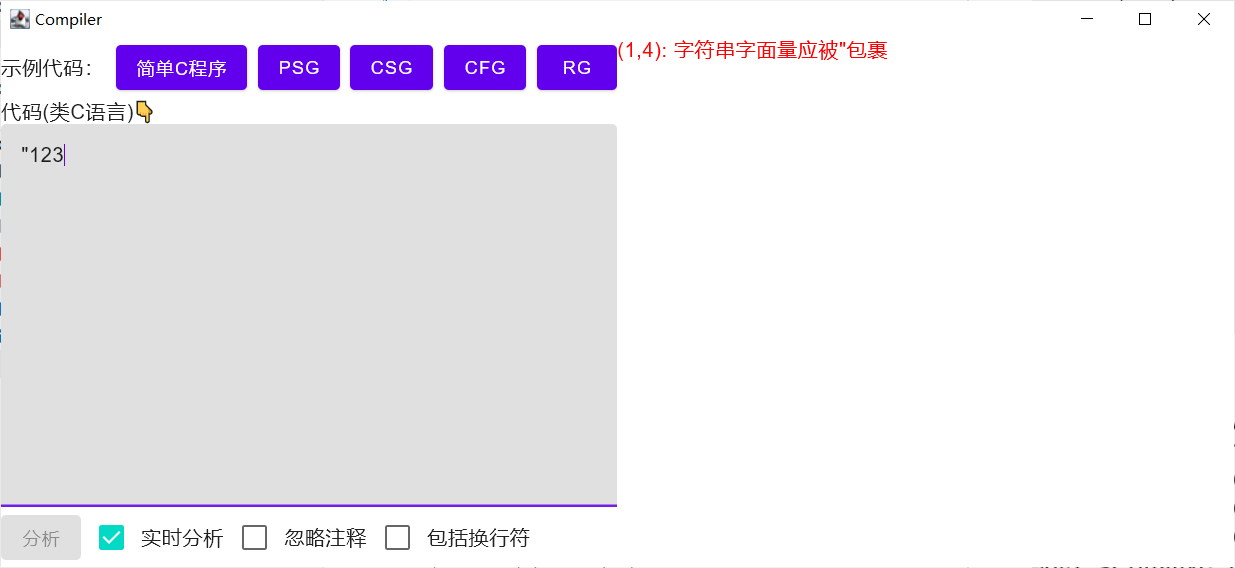 Compiler
示例代码： 简单C程序 PSG CSG CFG RG
(1,4): 字符串字面量应被"包裹
代码(类C语言)👇
"123
分析 实时分析 忽略注释 包括换行符